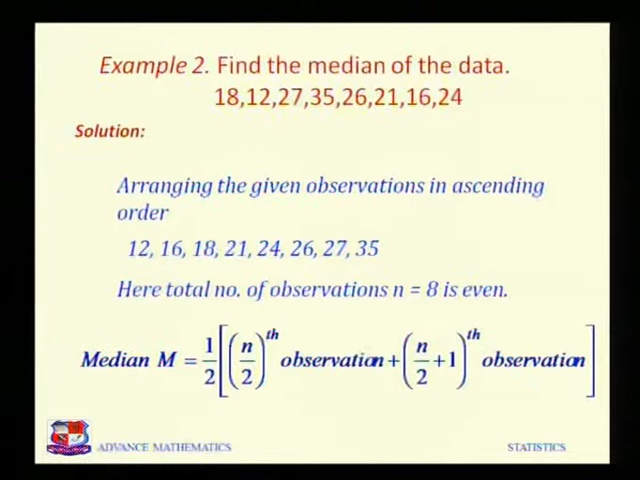 Example 2. Find the median of the data.
18,12,27,35,26,21,16,24
Solution:
Arranging the given observations in ascending
order
12, 16, 18, 21, 24, 26, 27, 35
Here total no. of observations n = 8 is even.
Median M = 1/2 [ (n/2)^th observation + (n/2 + 1)^th observation ]
ADVANCE MATHEMATICS STATISTICS